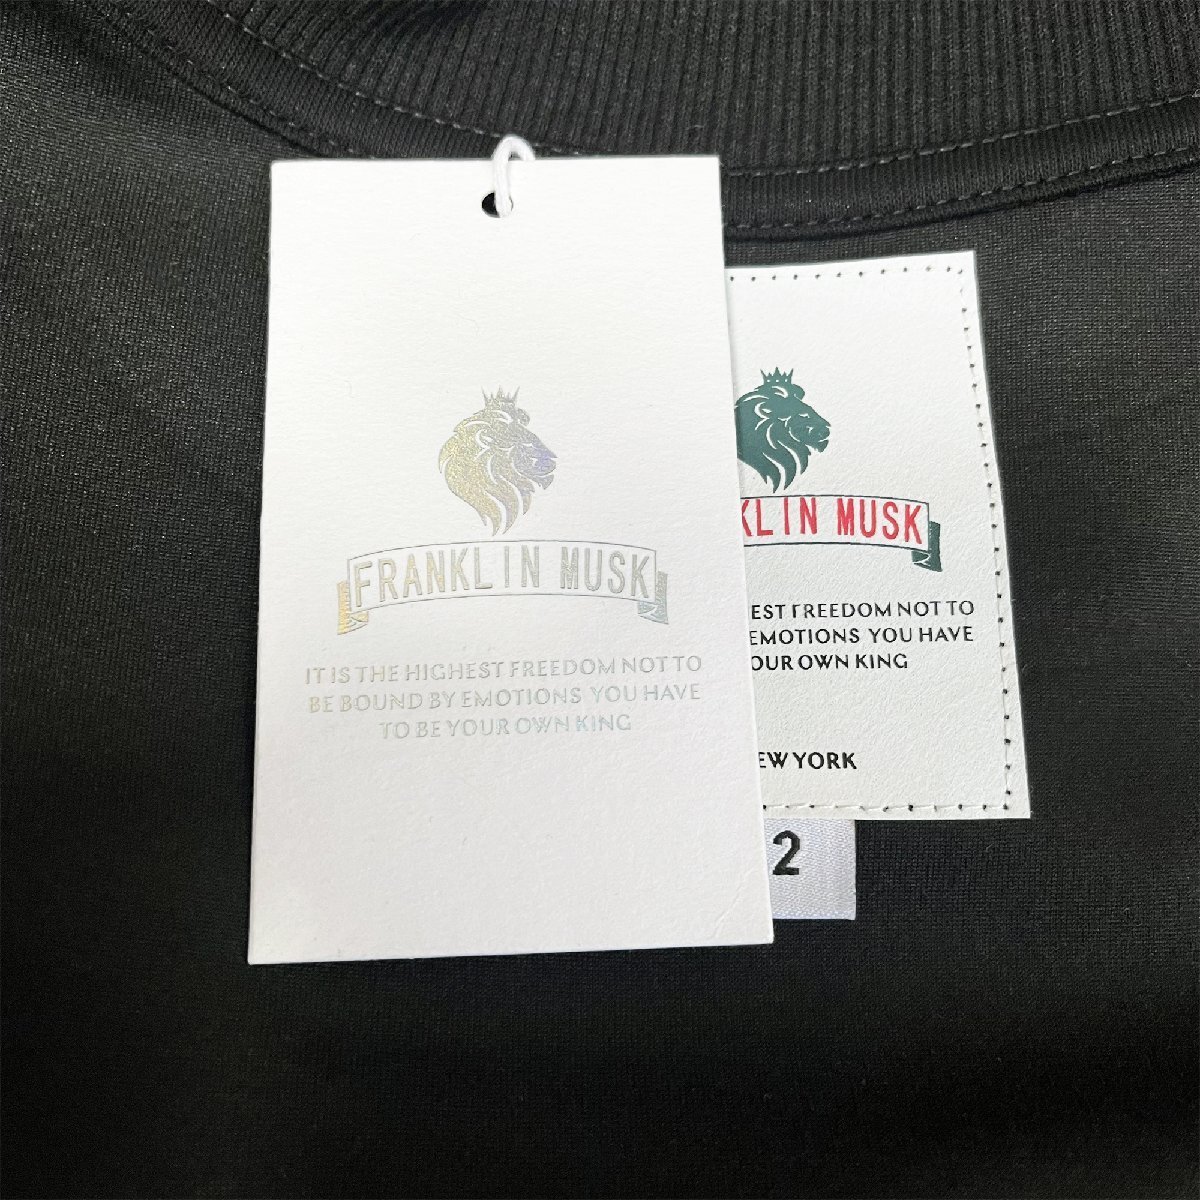 FRANKLIN MUSK
IT IS THE HIGHEST FREEDOM NOT TO
BE BOUND BY EMOTIONS YOU HAVE
TO BE YOUR OWN KING
KLIN MUSK
EST FREEDOM NOT TO
EMOTIONS YOU HAVE
OUR OWN KING
EW YORK
2